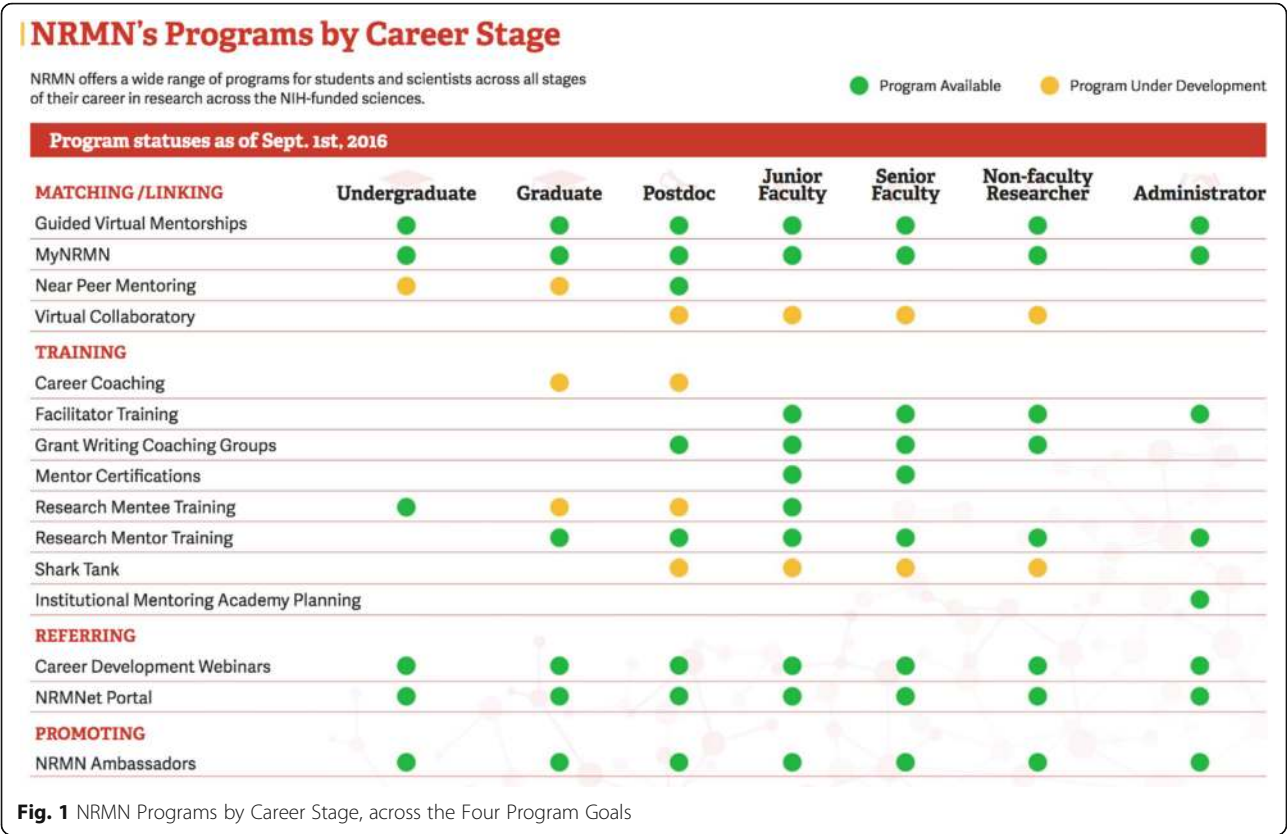 NRMN's Programs by Career Stage
NRMN offers a wide range of programs for students and scientists across all stages
of their career in research across the NIH-funded sciences.
Program Available
Program Under Development
Program statuses as of Sept. 1st, 2016
MATCHING /LINKING
Undergraduate
Graduate
Postdoc
Junior
Faculty
Senior
Faculty
Non-faculty
Researcher
Administrator
Guided Virtual Mentorships
MyNRMN
Near Peer Mentoring
Virtual Collaboratory
TRAINING
Career Coaching
Facilitator Training
Grant Writing Coaching Groups
Mentor Certifications
Research Mentee Training
Research Mentor Training
Shark Tank
Institutional Mentoring Academy Planning
REFERRING
Career Development Webinars
NRMNet Portal
PROMOTING
NRMN Ambassadors
Fig. 1 NRMN Programs by Career Stage, across the Four Program Goals